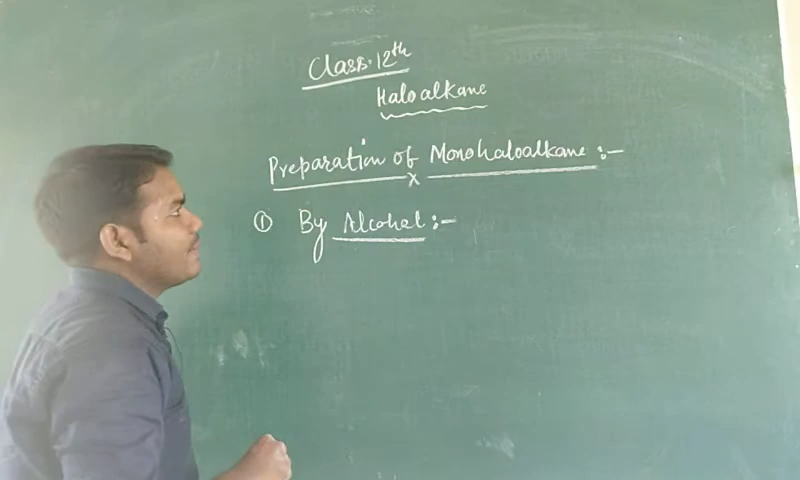 Class:12th
Haloalkane
Preparation of Monohaloalkane :-
① By Alcohol :-